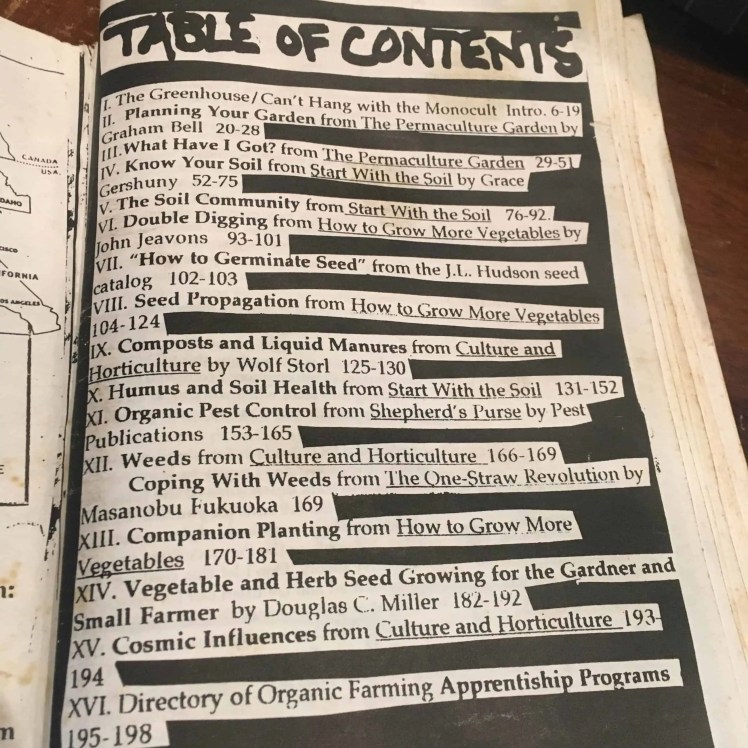 TABLE OF CONTENTS
I. The Greenhouse/Can't Hang with the Monocult Intro. 6-19
II. Planning Your Garden from The Permaculture Garden by
Graham Bell 20-28
III. What Have I Got? from The Permaculture Garden 29-51
IV. Know Your Soil from Start With the Soil by Grace
Gershuny 52-75
V. The Soil Community from Start With the Soil 76-92.
VI. Double Digging from How to Grow More Vegetables by
John Jeavons 93-101
VII. "How to Germinate Seed" from the J.L. Hudson seed
catalog 102-103
VIII. Seed Propagation from How to Grow More Vegetables
104-124
IX. Composts and Liquid Manures from Culture and
Horticulture by Wolf Storl 125-130
X. Humus and Soil Health from Start With the Soil 131-152
XI. Organic Pest Control from Shepherd's Purse by Pest
Publications 153-165
XII. Weeds from Culture and Horticulture 166-169
Coping With Weeds from The One-Straw Revolution by
Masanobu Fukuoka 169
XIII. Companion Planting from How to Grow More
Vegetables 170-181
XIV. Vegetable and Herb Seed Growing for the Gardner and
Small Farmer by Douglas C. Miller 182-192
XV. Cosmic Influences from Culture and Horticulture 193-
194
XVI. Directory of Organic Farming Apprentiship Programs
195-198
CANADA
U.S.A.